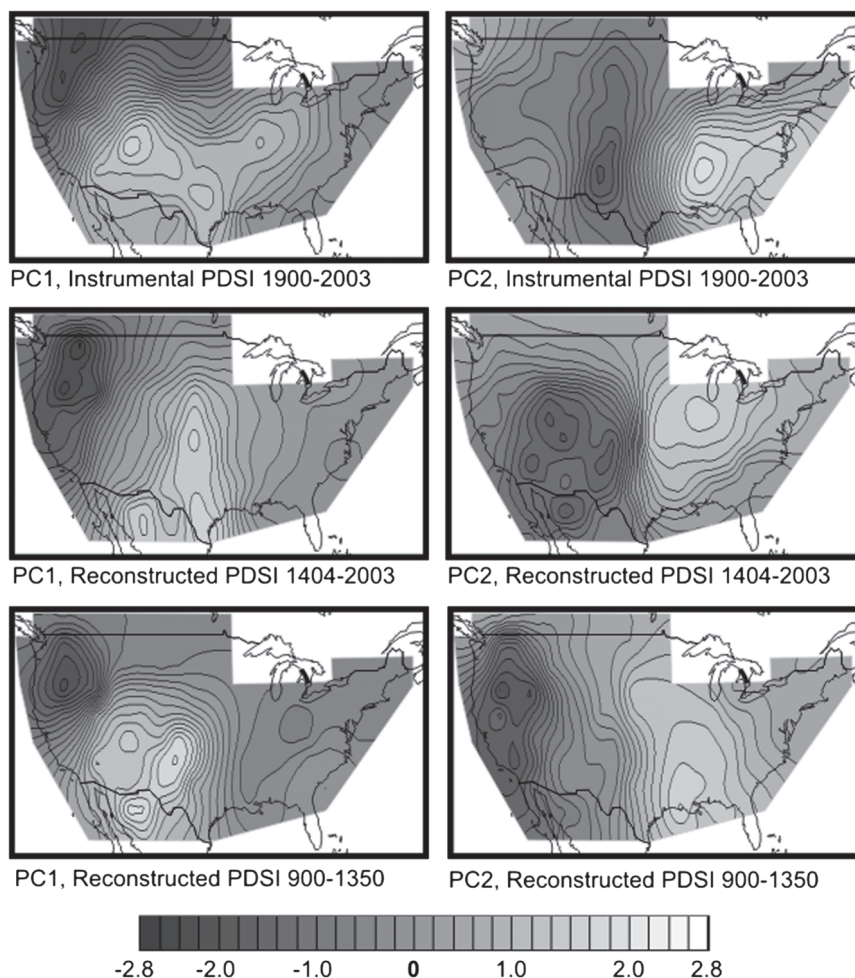 PC1, Instrumental PDSI 1900-2003
PC2, Instrumental PDSI 1900-2003
PC1, Reconstructed PDSI 1404-2003
PC2, Reconstructed PDSI 1404-2003
PC1, Reconstructed PDSI 900-1350
PC2, Reconstructed PDSI 900-1350
-2.8 -2.0 -1.0 0 1.0 2.0 2.8